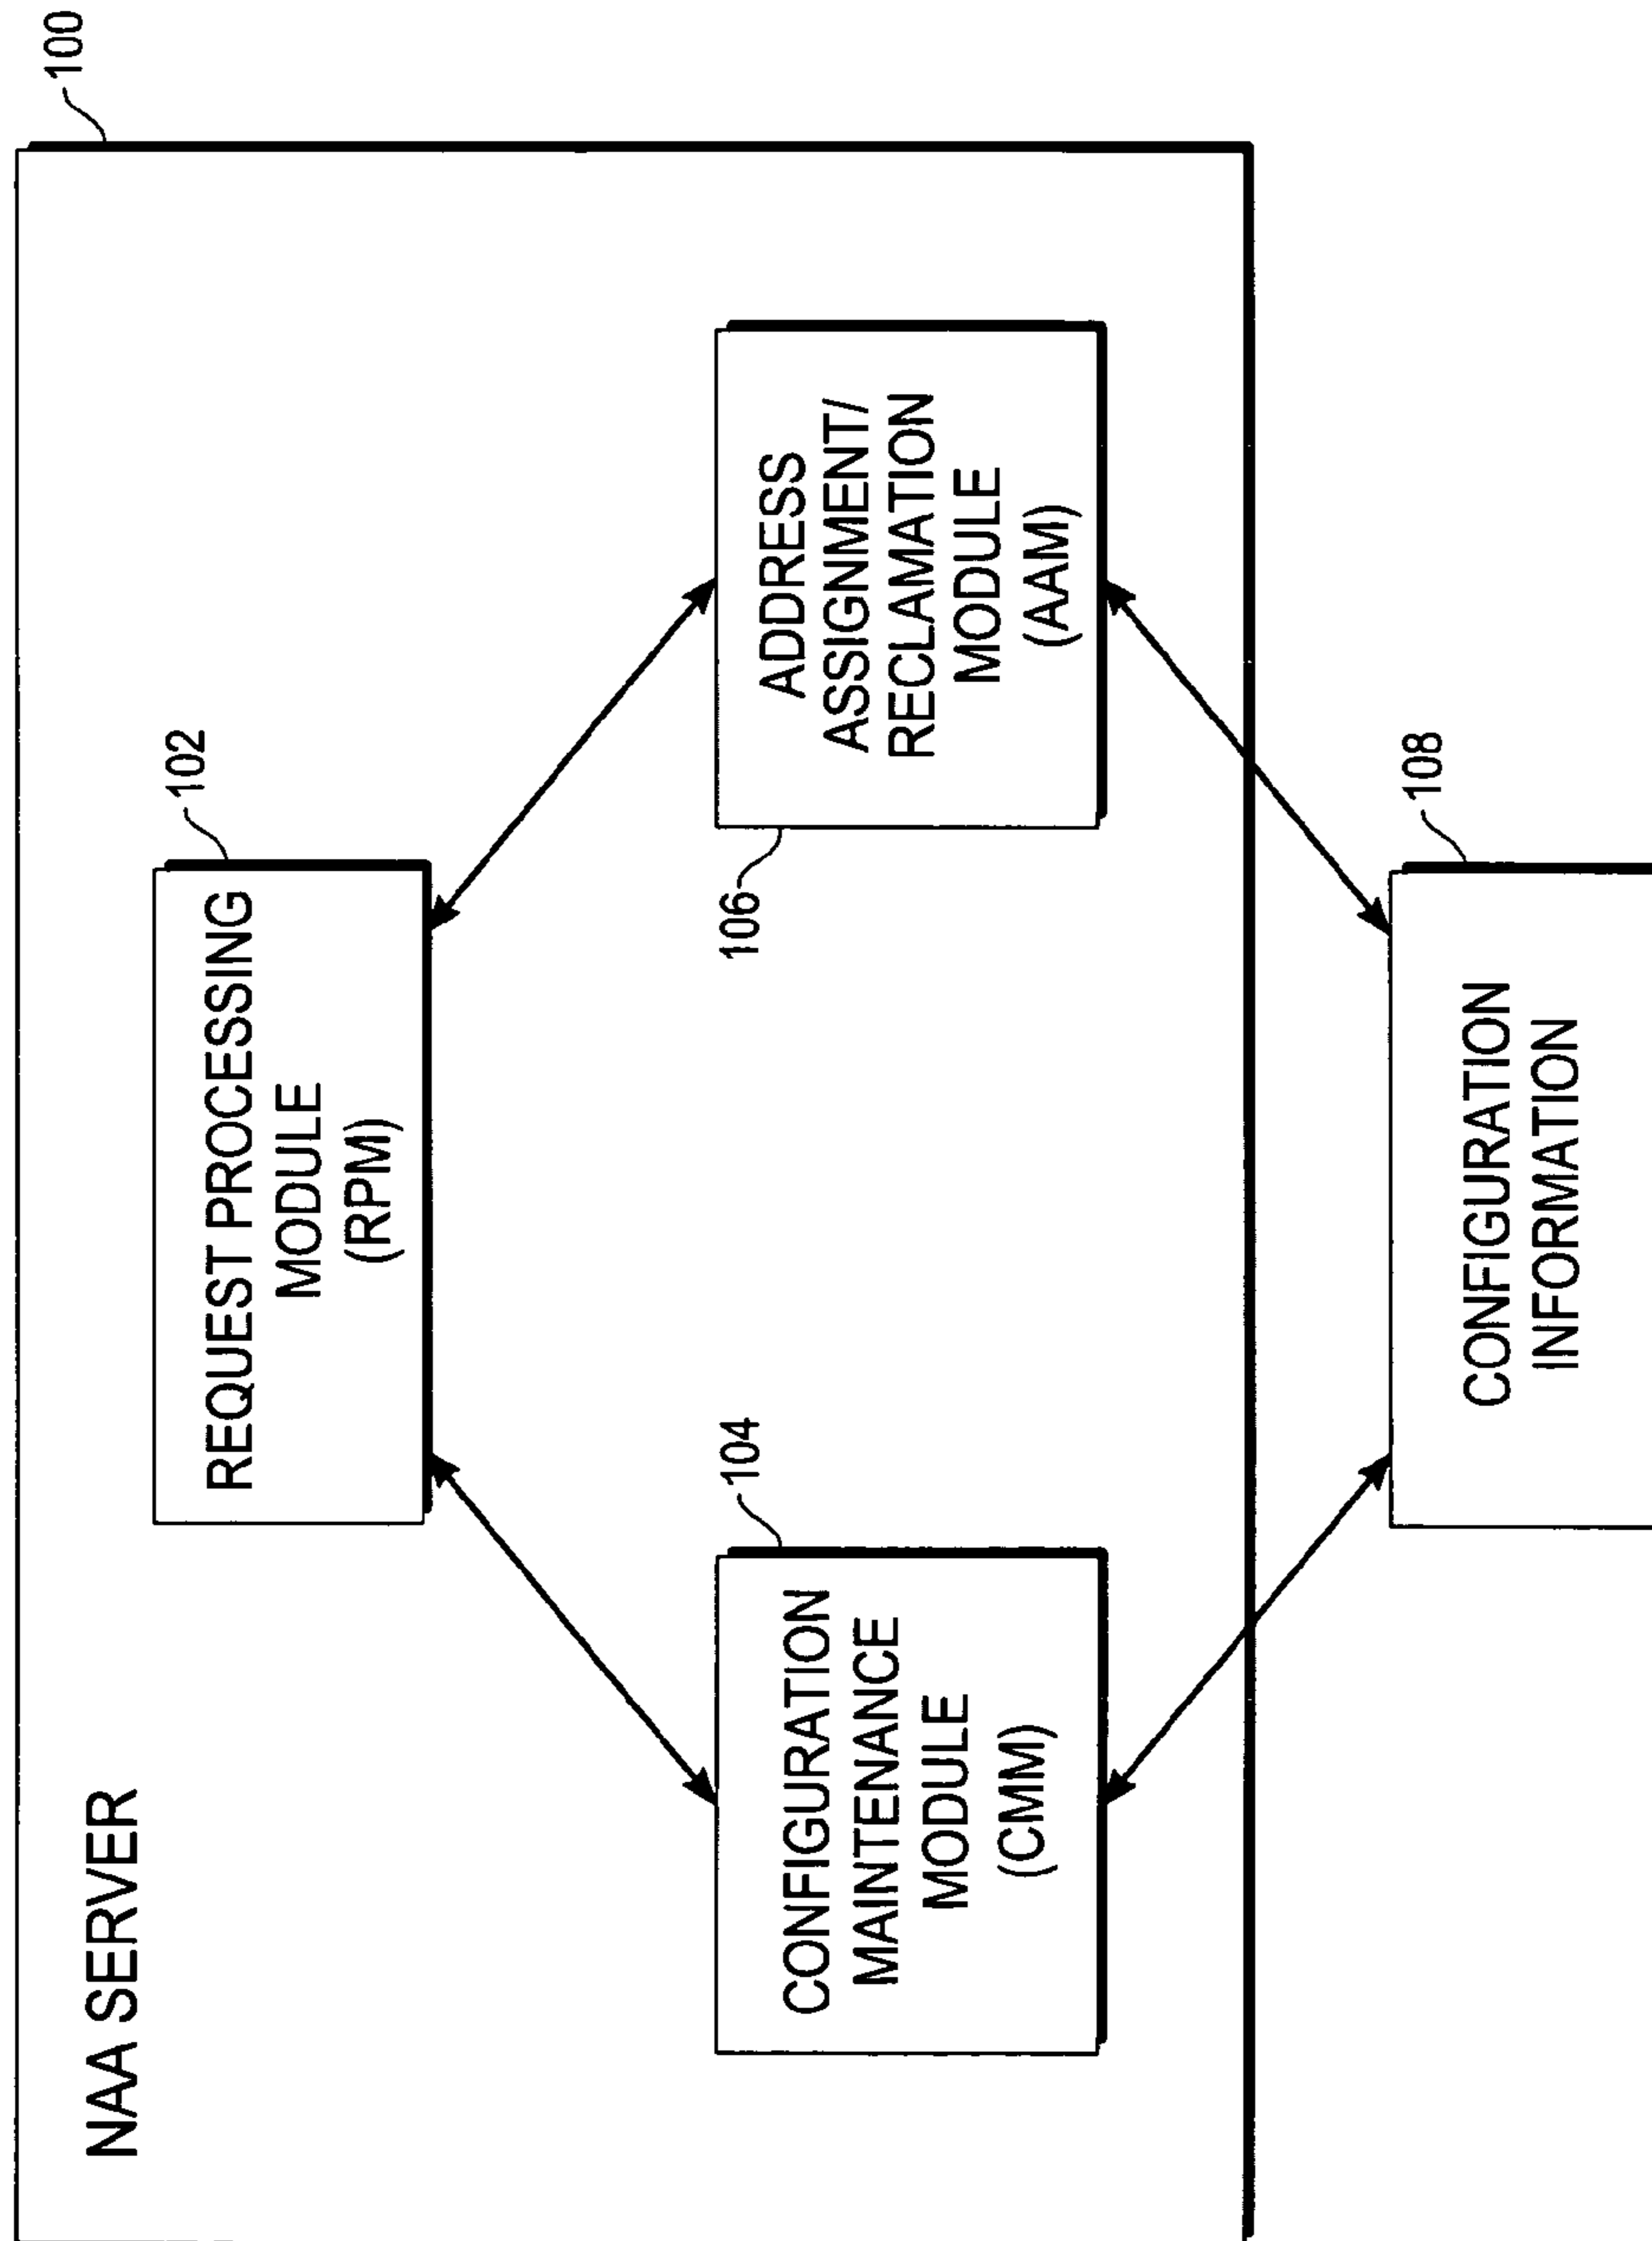 100
NAA SERVER
102
REQUEST PROCESSING
MODULE
(RPM)
104
CONFIGURATION
MAINTENANCE
MODULE
(CMM)
106
ADDRESS
ASSIGNMENT/
RECLAMATION
MODULE
(AAM)
108
CONFIGURATION
INFORMATION